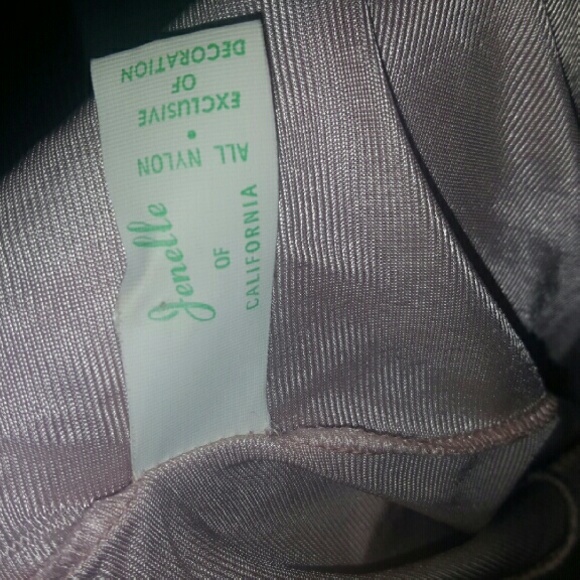 Jenelle
OF
CALIFORNIA
ALL NYLON
•
EXCLUSIVE
OF
DECORATION